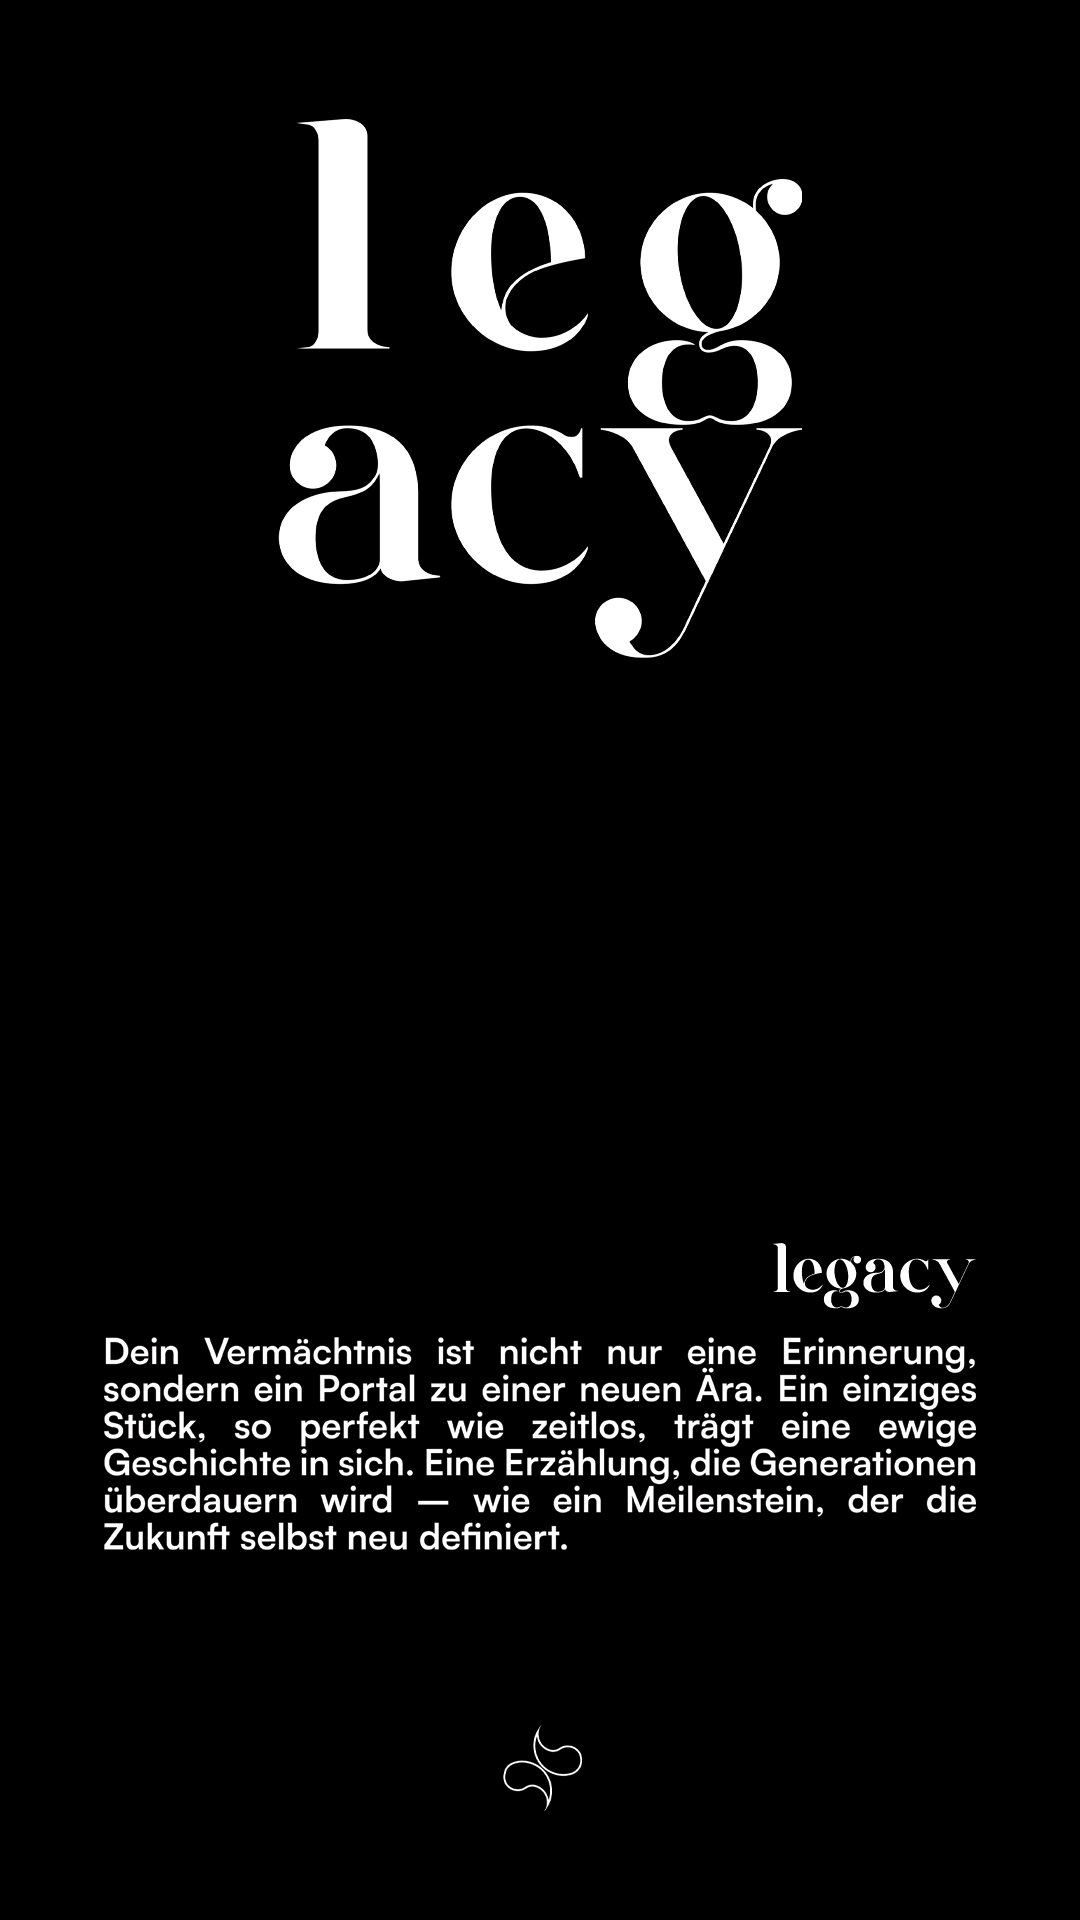 leg
acy
legacy
Dein Vermächtnis ist nicht nur eine Erinnerung,
sondern ein Portal zu einer neuen Ära. Ein einziges
Stück, so perfekt wie zeitlos, trägt eine ewige
Geschichte in sich. Eine Erzählung, die Generationen
überdauern wird — wie ein Meilenstein, der die
Zukunft selbst neu definiert.